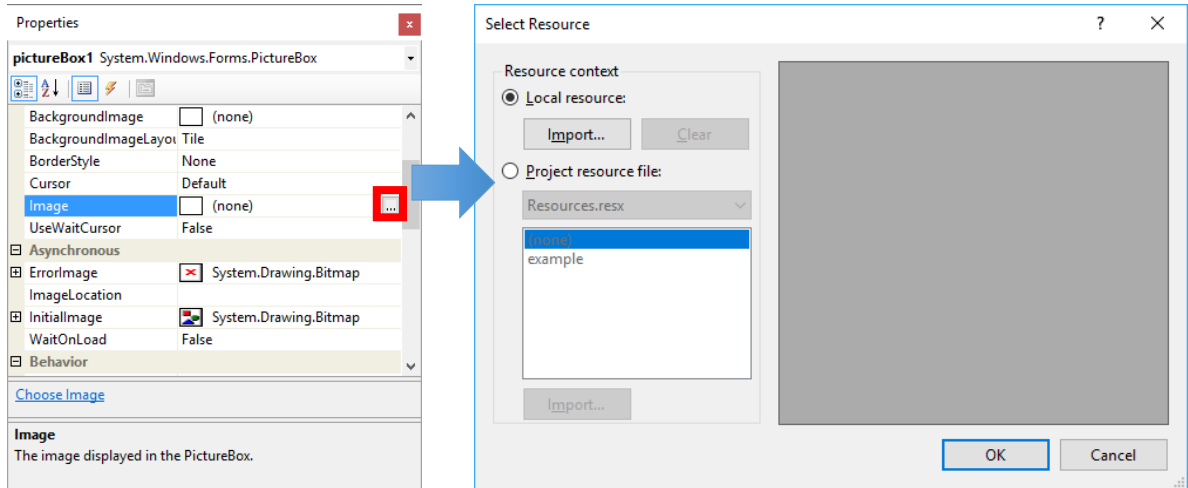 Properties
x
pictureBox1 System.Windows.Forms.PictureBox
BackgroundImage (none)
BackgroundImageLayou Tile
BorderStyle None
Cursor Default
Image (none) ...
UseWaitCursor False
Asynchronous
ErrorImage System.Drawing.Bitmap
ImageLocation
InitialImage System.Drawing.Bitmap
WaitOnLoad False
Behavior
Choose Image
Image
The image displayed in the PictureBox.
Select Resource
?
Resource context
Local resource:
Import... Clear
Project resource file:
Resources.resx
(none)
example
Import...
OK Cancel